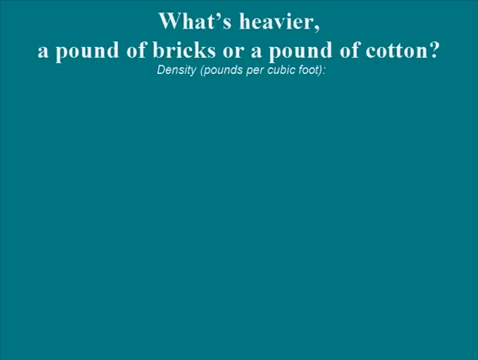 What’s heavier,
a pound of bricks or a pound of cotton?
Density (pounds per cubic foot):